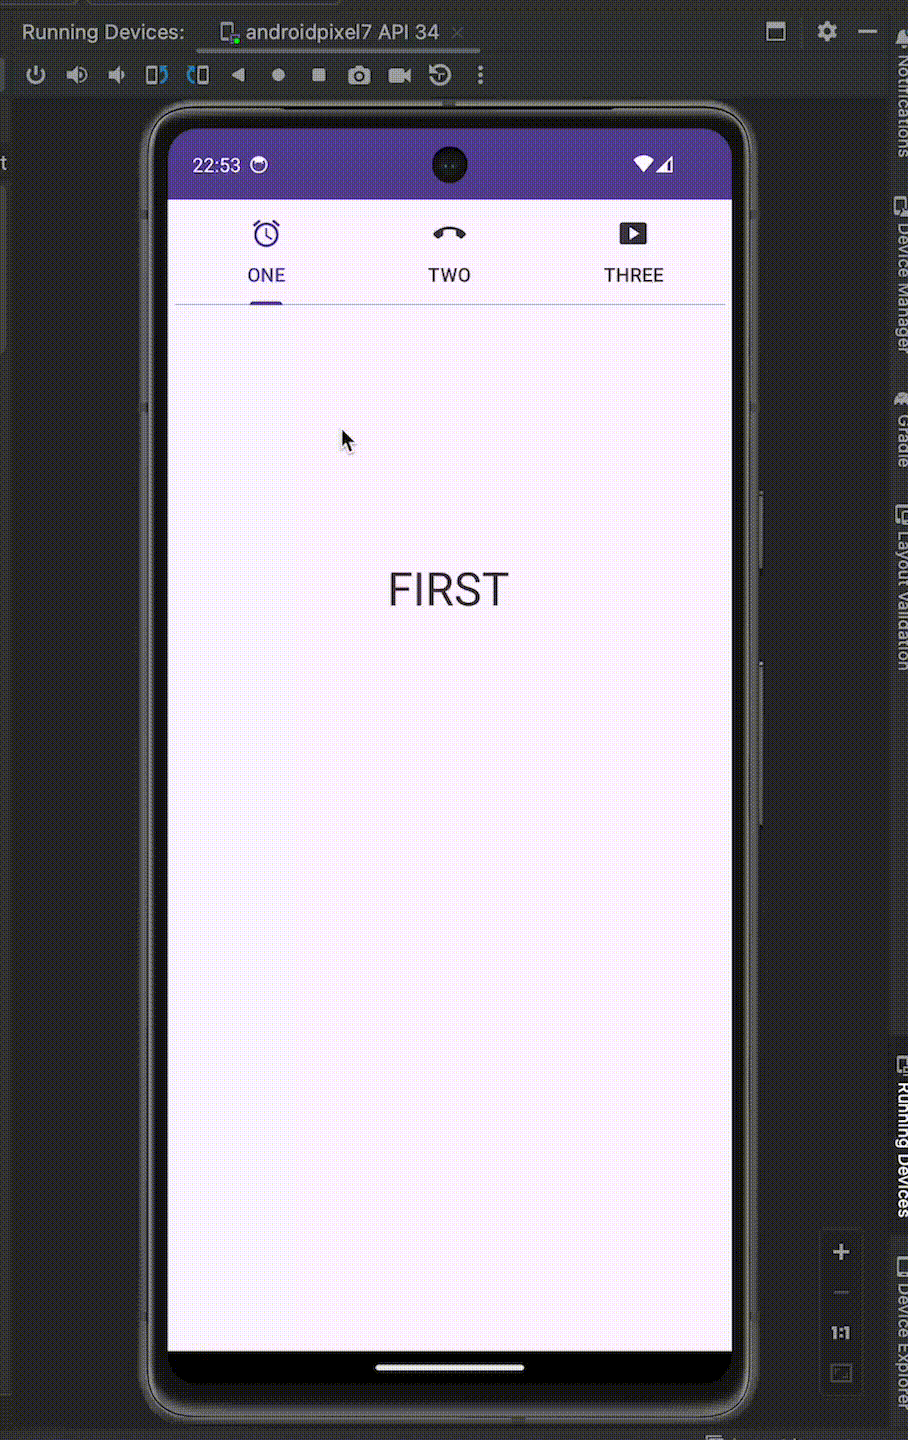 Running Devices: androidpixel7 API 34
t
22:53
ONE
TWO
THREE
FIRST
1:1
Notifications
Device Manager
Gradle
Layout Validation
Running Devices
Device Explorer